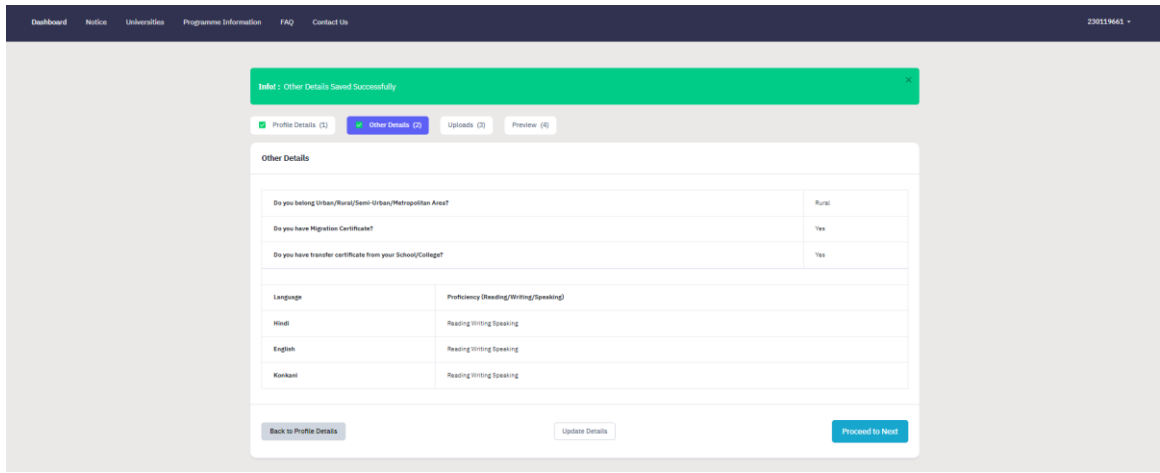 Dashboard Notice Universities Programme Information FAQ Contact Us 230119661
Info! : Other Details Saved Successfully ×
Profile Details (1) Other Details (2) Uploads (3) Preview (4)
Other Details
Do you belong Urban/Rural/Semi-Urban/Metropolitan Area? Rural
Do you have Migration Certificate? Yes
Do you have transfer certificate from your School/College? Yes
Language Proficiency (Reading/Writing/Speaking)
Hindi Reading Writing Speaking
English Reading Writing Speaking
Konkani Reading Writing Speaking
Back to Profile Details Update Details Proceed to Next